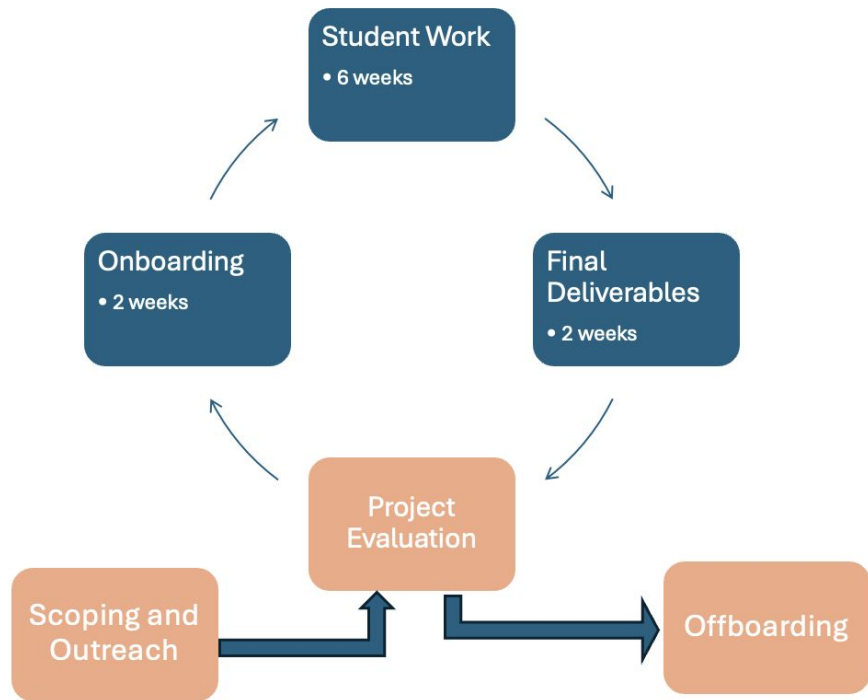 Student Work
• 6 weeks
Onboarding
• 2 weeks
Final
Deliverables
• 2 weeks
Project
Evaluation
Scoping and
Outreach
Offboarding